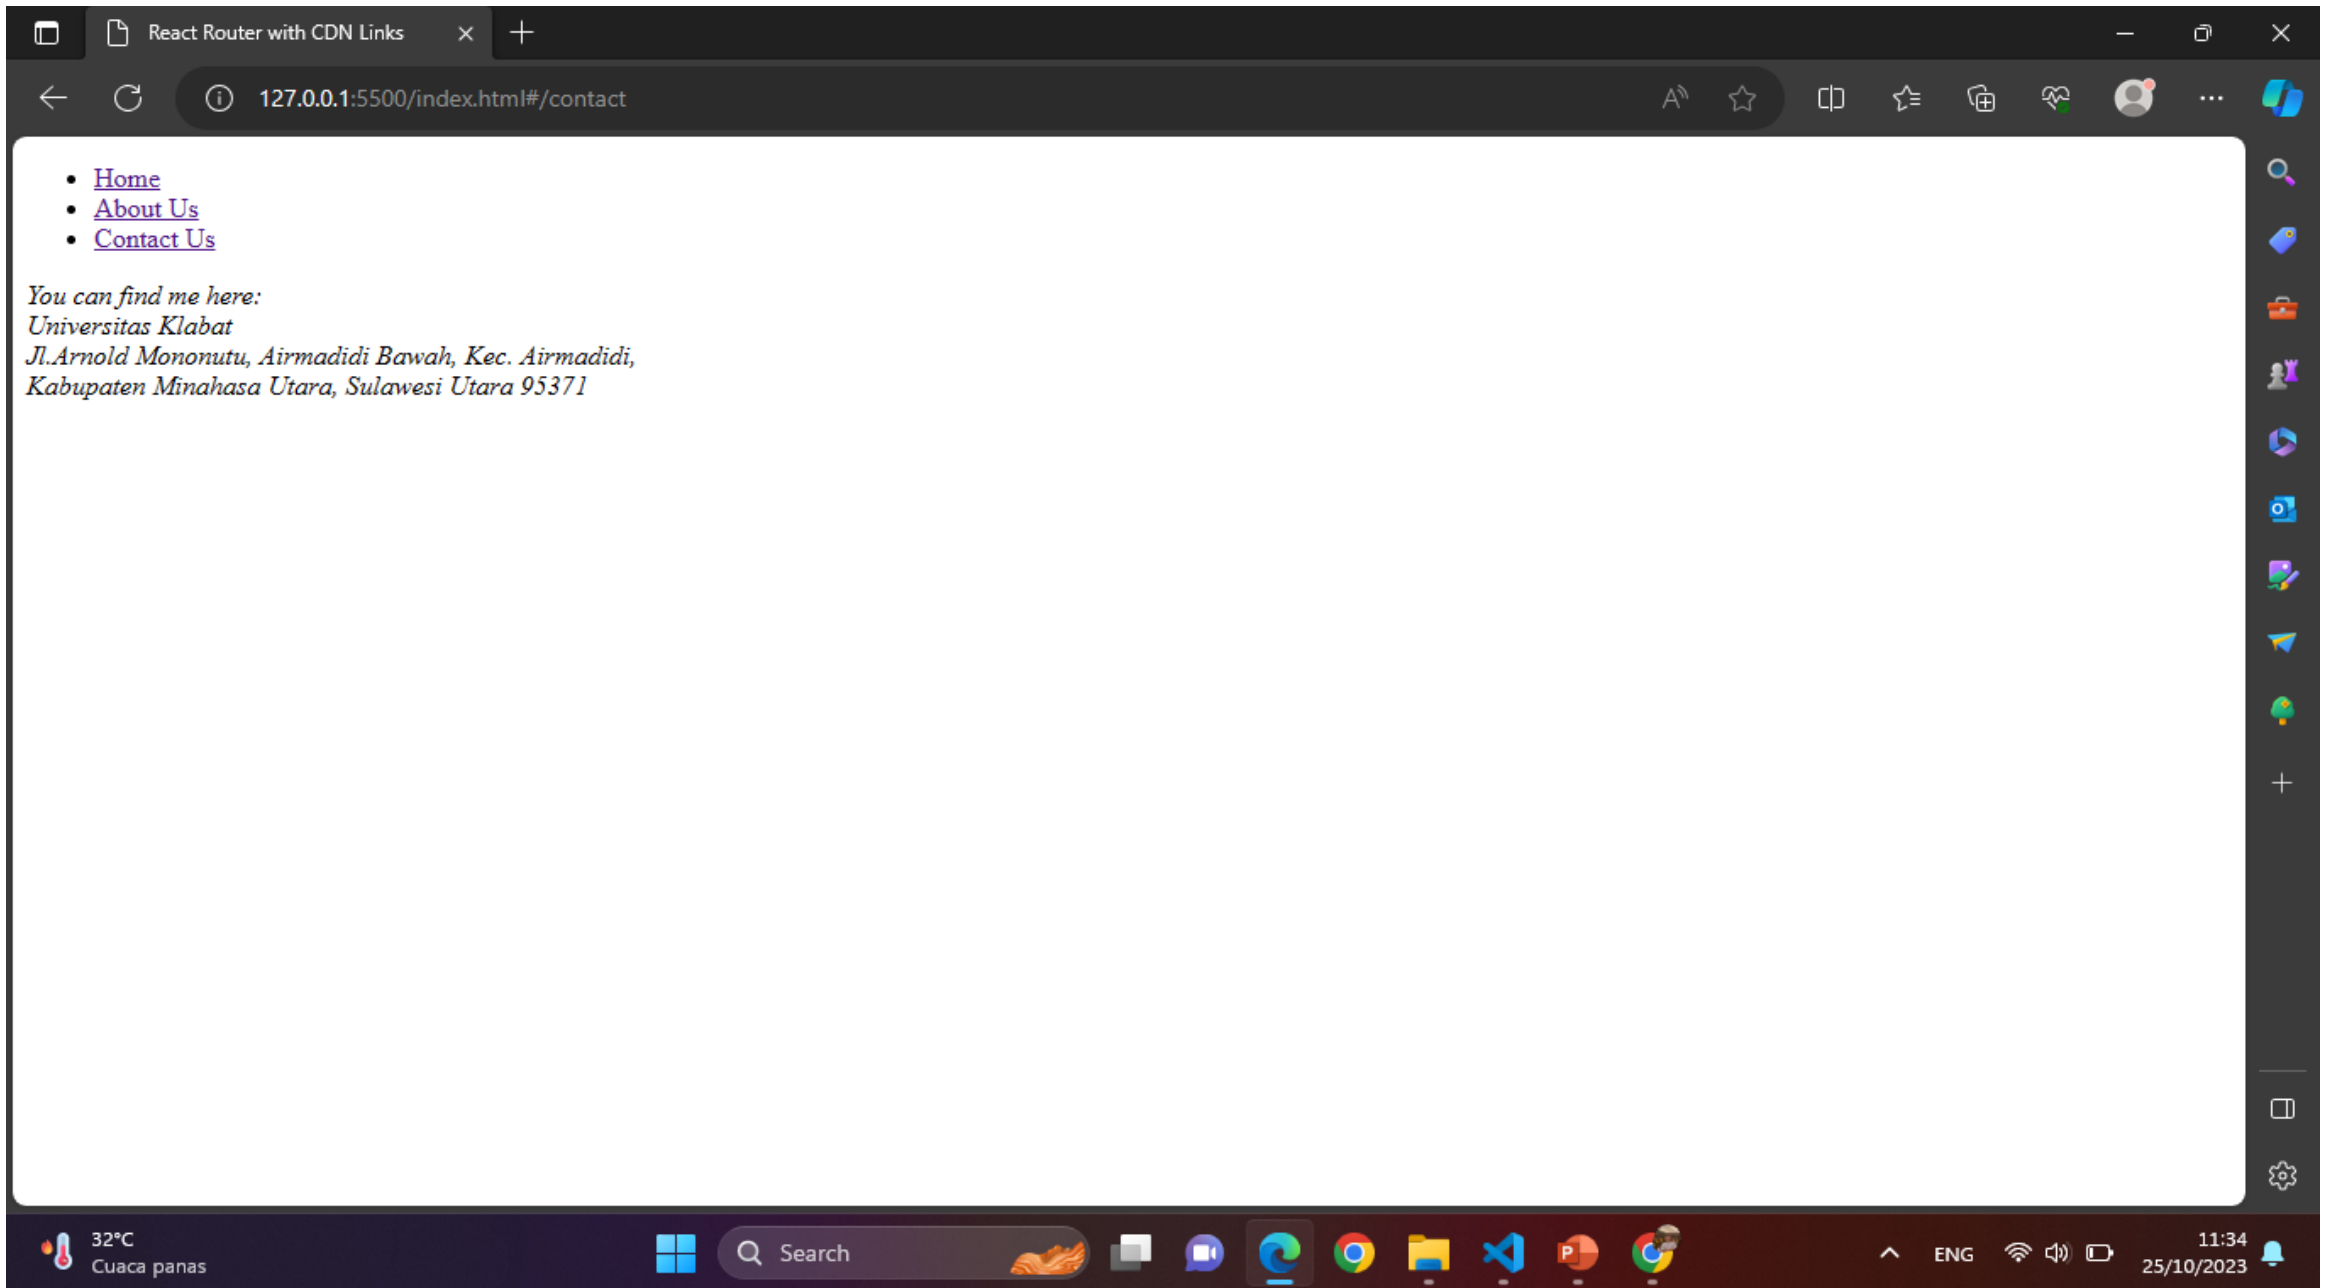 React Router with CDN Links
127.0.0.1:5500/index.html#/contact
Home
About Us
Contact Us
You can find me here:
Universitas Klabat
Jl.Arnold Mononutu, Airmadidi Bawah, Kec. Airmadidi,
Kabupaten Minahasa Utara, Sulawesi Utara 95371
32°C
Cuaca panas
Search
ENG
11:34
25/10/2023